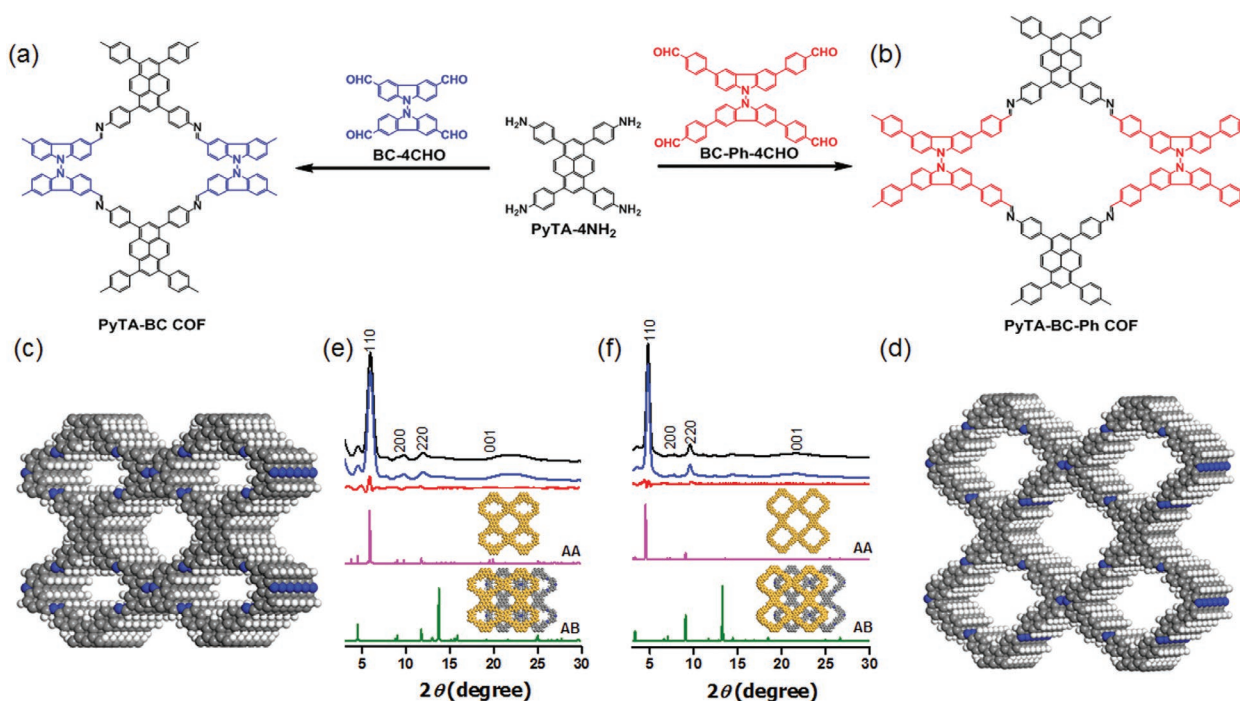 (a)
OHC
CHO
N
N
OHC
CHO
BC-4CHO
N
N
N
N
N
N
N
N
PyTA-BC COF
NH₂
NH₂
NH₂
NH₂
PyTA-4NH₂
OHC
CHO
N
N
OHC
CHO
BC-Ph-4CHO
(b)
N
N
N
N
N
N
N
N
PyTA-BC-Ph COF
(c)
(e)
110
200
220
001
AA
AB
5 10 15 20 25 30
2θ(degree)
(f)
110
200
220
001
AA
AB
5 10 15 20 25 30
2θ(degree)
(d)